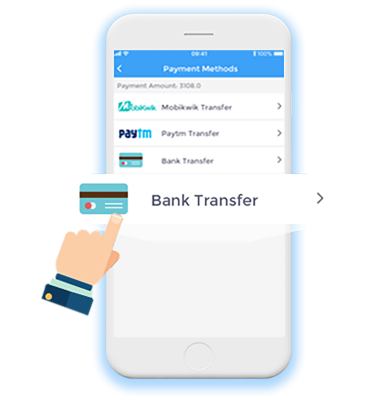 09:41 100%
Payment Methods
Payment Amount: 3108.0
MobiKwik Mobikwik Transfer
Paytm Paytm Transfer
Bank Transfer
Bank Transfer